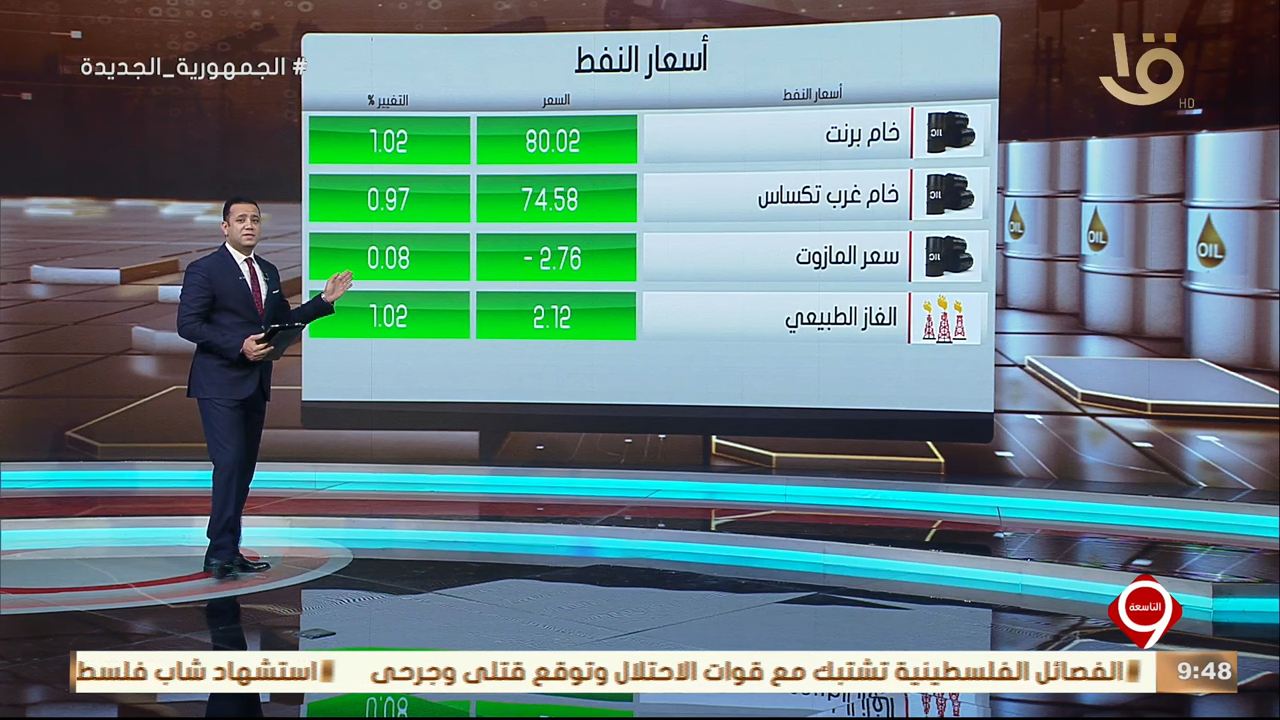 #الجمهورية_الجديدة
HD
أسعار النفط
أسعار النفط السعر التغيير %
خام برنت 80.02 1.02
خام غرب تكساس 74.58 0.97
سعر المازوت - 2.76 0.08
الغاز الطبيعي 2.12 1.02
OIL
OIL
OIL
التاسعة
9
9:48 الفصائل الفلسطينية تشتبك مع قوات الاحتلال وتوقع قتلى وجرحى استشهاد شاب فلسط